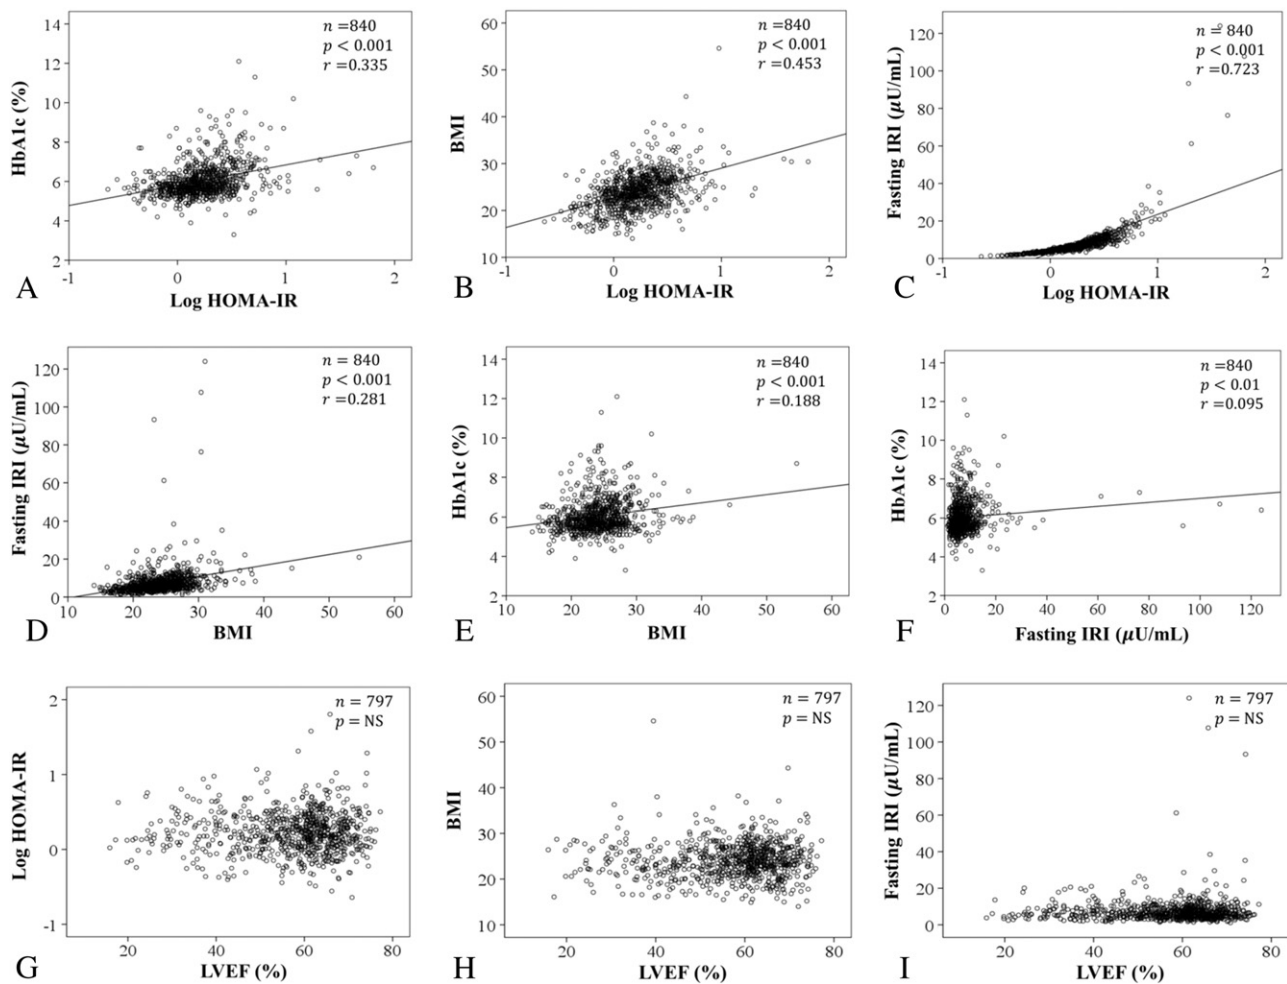 14
12
10
8
6
4
2
HbA1c (%)
n =840
p < 0.001
r =0.335
-1 0 1 2
A
Log HOMA-IR
60
50
40
30
20
10
BMI
n =840
p < 0.001
r =0.453
-1 0 1 2
B
Log HOMA-IR
120
100
80
60
40
20
0
Fasting IRI (μU/mL)
n = 840
p < 0.001
r =0.723
-1 0 1 2
C
Log HOMA-IR
120
100
80
60
40
20
0
Fasting IRI (μU/mL)
n = 840
p < 0.001
r =0.281
10 20 30 40 50 60
D
BMI
14
12
10
8
6
4
2
HbA1c (%)
n =840
p < 0.001
r =0.188
10 20 30 40 50 60
E
BMI
14
12
10
8
6
4
2
HbA1c (%)
n =840
p < 0.01
r =0.095
0 20 40 60 80 100 120
F
Fasting IRI (μU/mL)
2
1
0
-1
Log HOMA-IR
n = 797
p = NS
20 40 60 80
G
LVEF (%)
60
50
40
30
20
10
BMI
n = 797
p = NS
20 40 60 80
H
LVEF (%)
120
100
80
60
40
20
0
Fasting IRI (μU/mL)
n = 797
p = NS
20 40 60 80
I
LVEF (%)